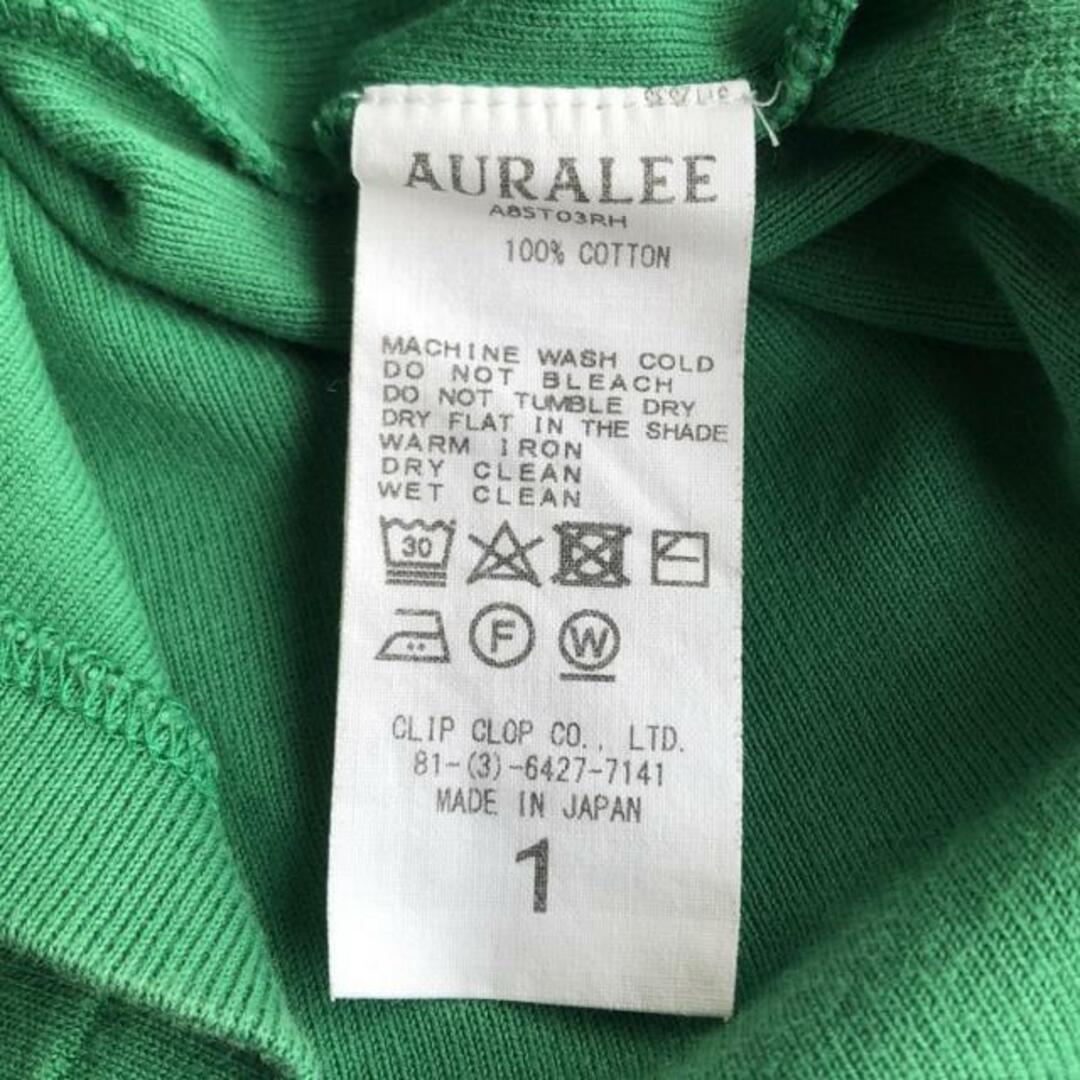 AURALEE
A8ST03RH
100% COTTON
MACHINE WASH COLD
DO NOT BLEACH
DO NOT TUMBLE DRY
DRY FLAT IN THE SHADE
WARM IRON
DRY CLEAN
WET CLEAN
30
F W
CLIP CLOP CO., LTD.
81-(3)-6427-7141
MADE IN JAPAN
1